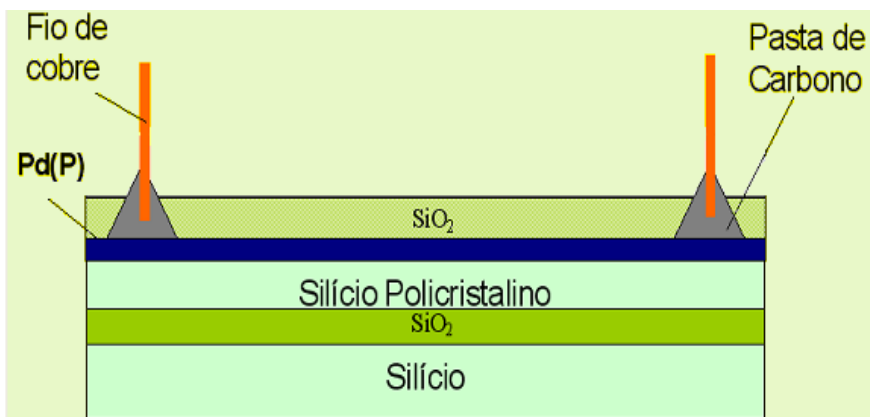 Fio de
cobre
Pasta de
Carbono
Pd(P)
SiO₂
Silício Policristalino
SiO₂
Silício